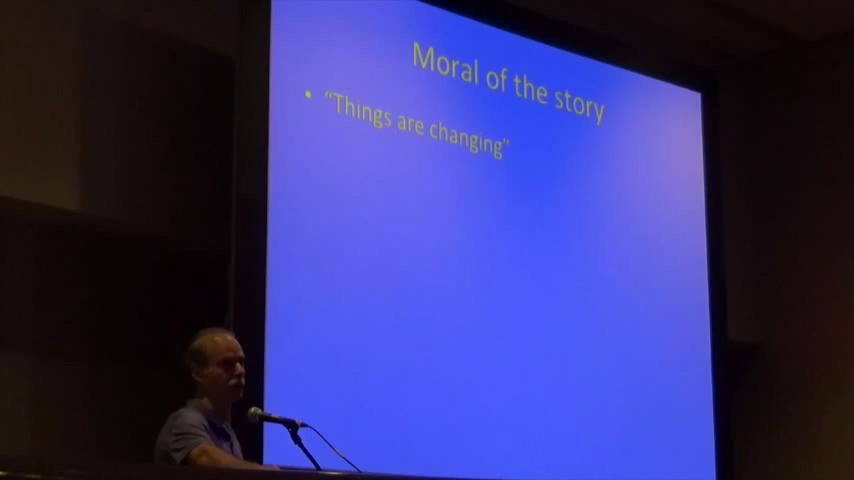 Moral of the story
• “Things are changing”